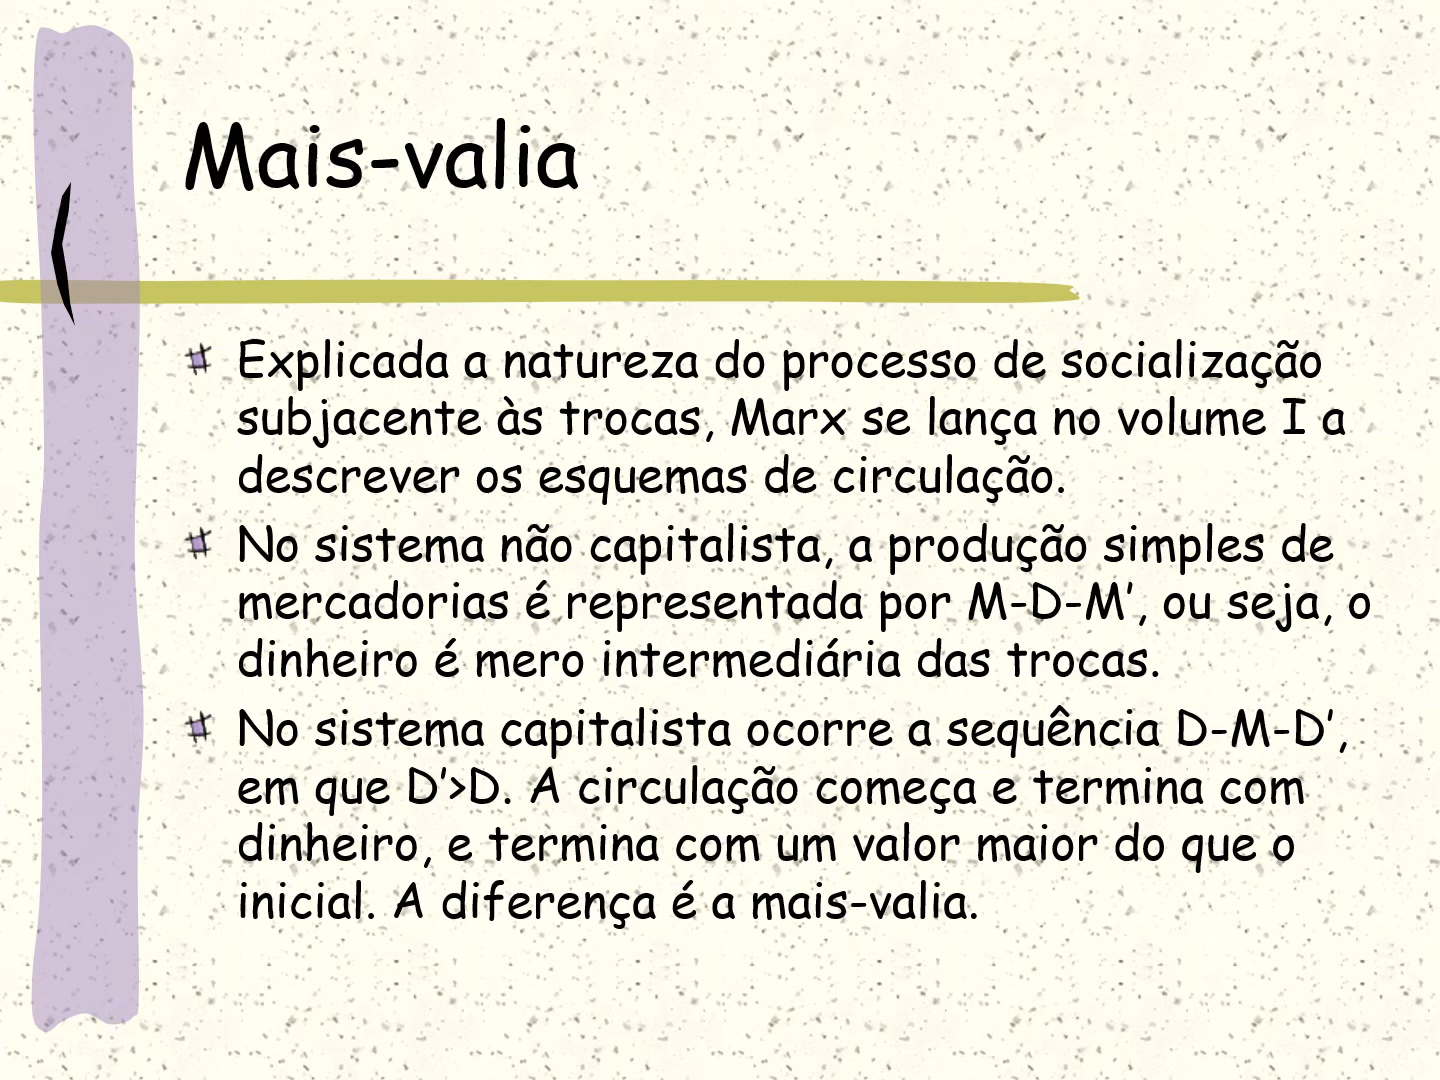 Mais-valia
Explicada a natureza do processo de socialização
subjacente às trocas, Marx se lança no volume I a
descrever os esquemas de circulação.
No sistema não capitalista, a produção simples de
mercadorias é representada por M-D-M’, ou seja, o
dinheiro é mero intermediária das trocas.
No sistema capitalista ocorre a sequência D-M-D’,
em que D’>D. A circulação começa e termina com
dinheiro, e termina com um valor maior do que o
inicial. A diferença é a mais-valia.